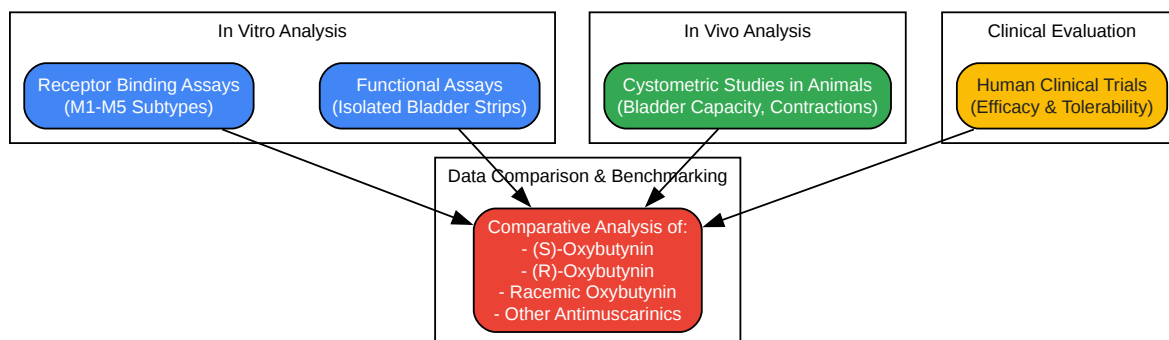 In Vitro Analysis
Receptor Binding Assays
(M1-M5 Subtypes)
Functional Assays
(Isolated Bladder Strips)
In Vivo Analysis
Cystometric Studies in Animals
(Bladder Capacity, Contractions)
Clinical Evaluation
Human Clinical Trials
(Efficacy & Tolerability)
Data Comparison & Benchmarking
Comparative Analysis of:
- (S)-Oxybutynin
- (R)-Oxybutynin
- Racemic Oxybutynin
- Other Antimuscarinics